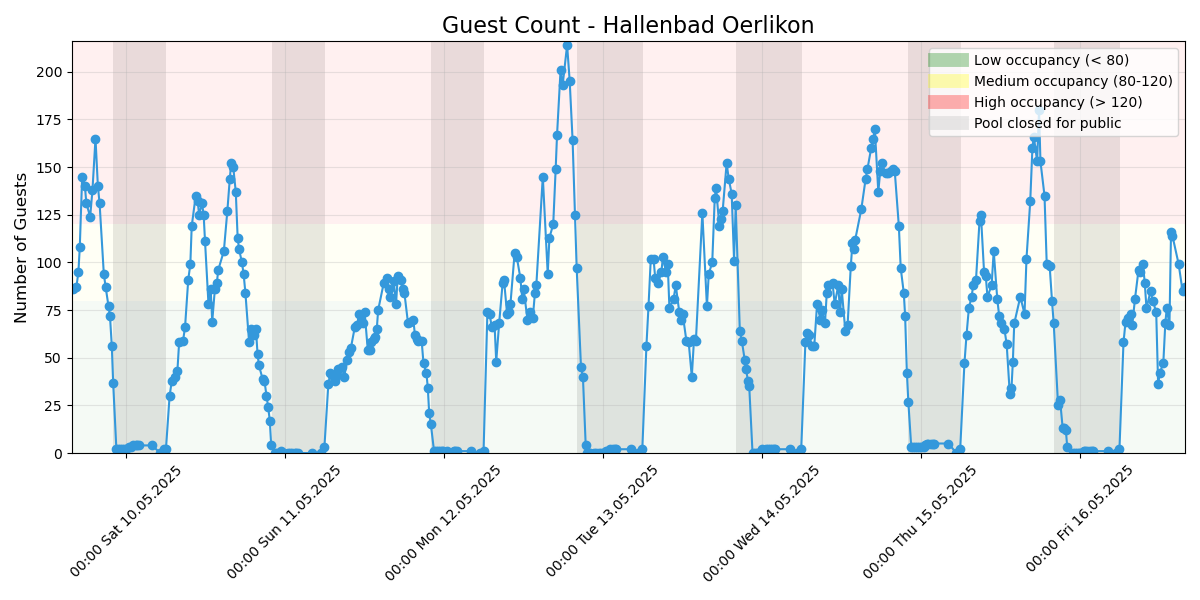 Guest Count - Hallenbad Oerlikon
Number of Guests
200
175
150
125
100
75
50
25
0
Low occupancy (< 80)
Medium occupancy (80-120)
High occupancy (> 120)
Pool closed for public
00:00 Sat 10.05.2025
00:00 Sun 11.05.2025
00:00 Mon 12.05.2025
00:00 Tue 13.05.2025
00:00 Wed 14.05.2025
00:00 Thu 15.05.2025
00:00 Fri 16.05.2025